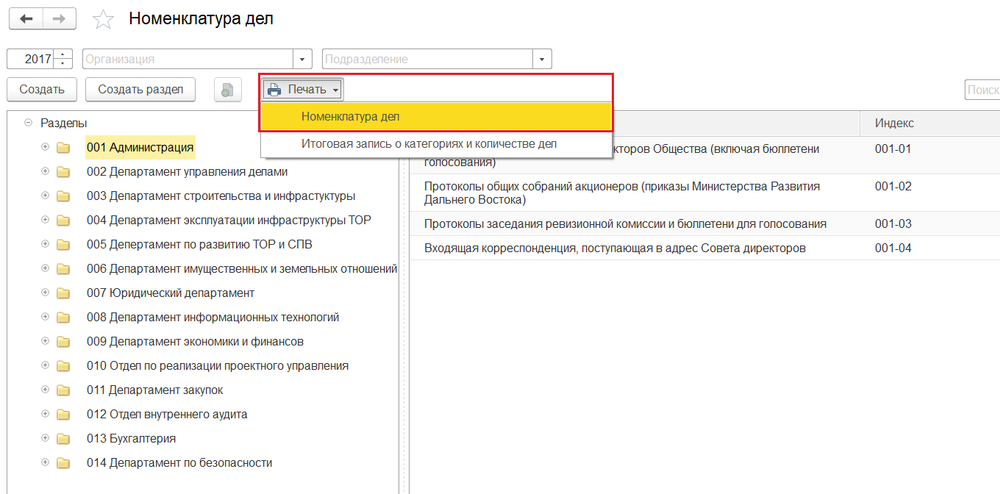 Номенклатура дел
2017 Организация Подразделение
Создать Создать раздел Печать Поиск
Номенклатура дел
Итоговая запись о категориях и количестве дел
Разделы
001 Администрация
002 Департамент управления делами
003 Департамент строительства и инфрастуктуры
004 Департамент эксплуатации инфраструктуры ТОР
005 Депертамент по развитию ТОР и СПВ
006 Департамент имущественных и земельных отношений
007 Юридический департамент
008 Департамент информационных технологий
009 Департамент экономики и финансов
010 Отдел по реализации проектного управления
011 Департамент закупок
012 Отдел внутреннего аудита
013 Бухгалтерия
014 Департамент по безопасности
Индекс
Общества (включая бюллетени 001-01
голосования)
Протоколы общих собраний акционеров (приказы Министерства Развития 001-02
Дальнего Востока)
Протоколы заседания ревизионной комиссии и бюллетени для голосования 001-03
Входящая корреспонденция, поступающая в адрес Совета директоров 001-04